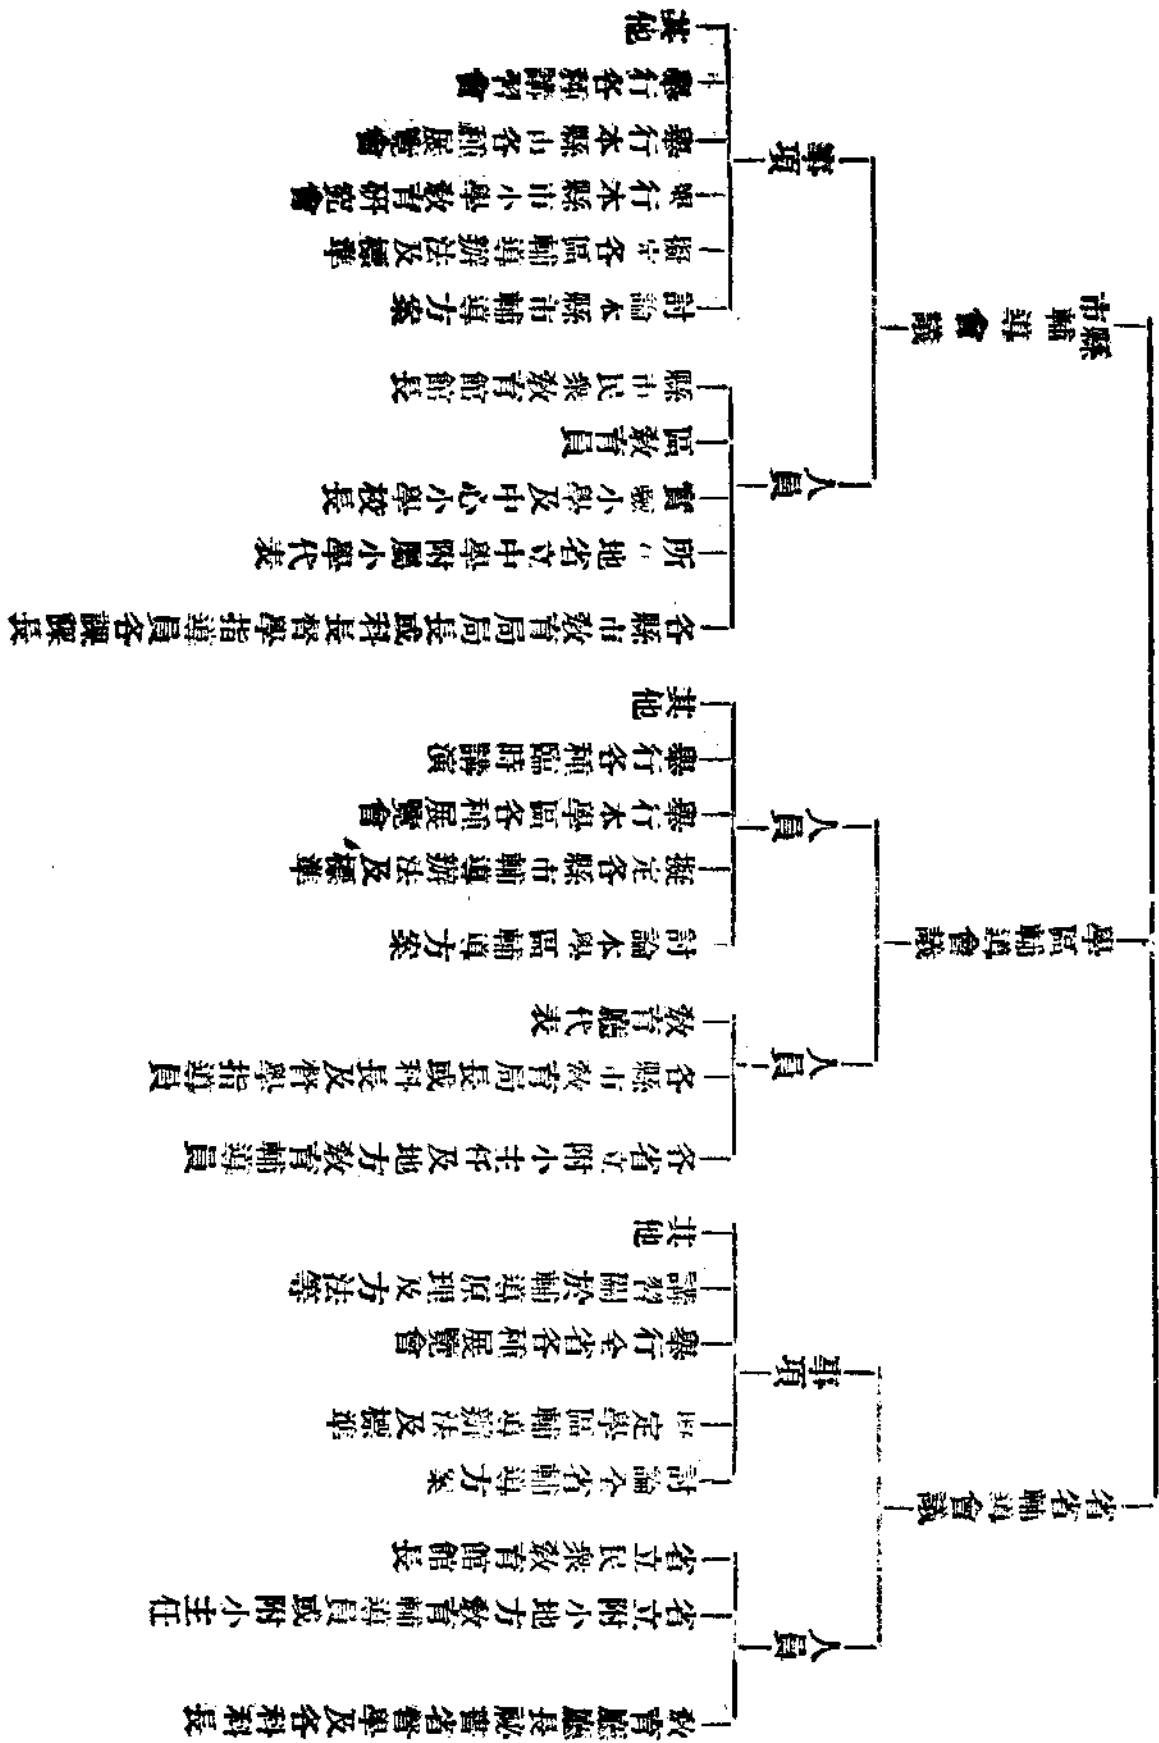 省省輔導會議
人員
教育廳廳長祕書省督學及各科科長
省立附小地方教育輔導員或附小主任
省立民衆教育館館長
事項
討論全省輔導方案
定學區輔導辦法及標準
舉行全省各種展覽會
講習關於輔導原理及方法等
其他
學區輔導會議
人員
各省立附小主任及地方教育輔導員
各縣市教育局長或科長及督學指導員
教育廳代表
人員
討論本學區輔導方案
擬定各縣市輔導辦法及標準
舉行本學區各種展覽會
舉行各種臨時講演
其他
縣市輔導會議
人員
各縣市教育局局長或科長督學指導員各課課長
所在地省立中學附屬小學代表
實驗小學及中心小學校長
區教育員
縣市民衆教育館館長
事項
討論本縣市輔導方案
擬定各區輔導辦法及標準
舉行本縣市小學教育研究會
舉行本縣市各種展覽會
舉行各種講習會
其他